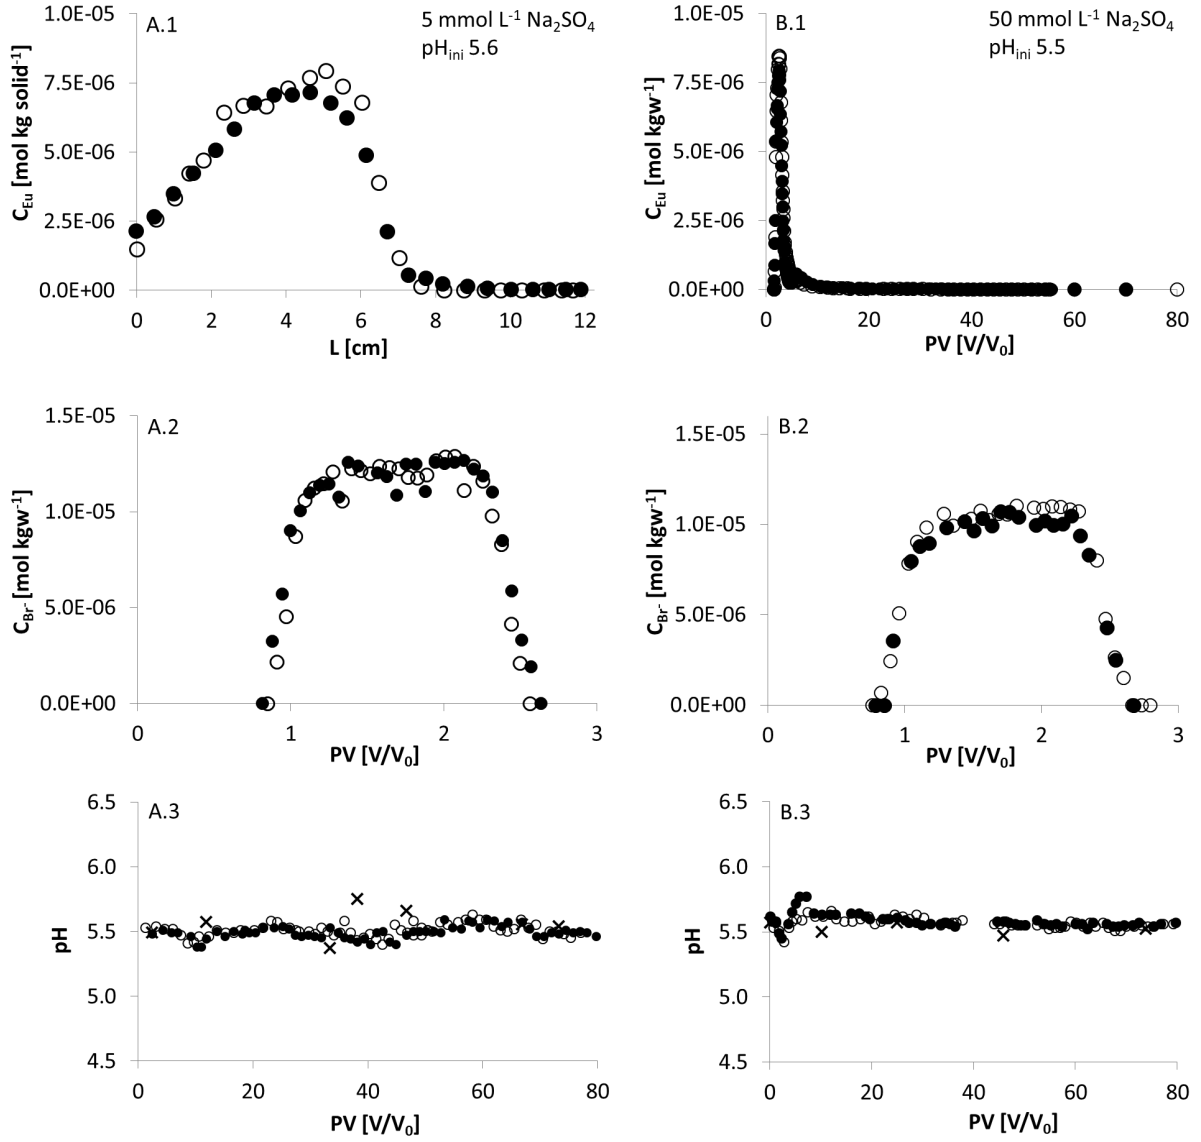 A.1
5 mmol L⁻¹ Na₂SO₄
pHᵢₙᵢ 5.6
1.0E-05
7.5E-06
5.0E-06
2.5E-06
0.0E+00
C_Eu [mol kg solid⁻¹]
0 2 4 6 8 10 12
L [cm]
B.1
50 mmol L⁻¹ Na₂SO₄
pHᵢₙᵢ 5.5
1.0E-05
7.5E-06
5.0E-06
2.5E-06
0.0E+00
C_Eu [mol kgw⁻¹]
0 20 40 60 80
PV [V/V₀]
A.2
1.5E-05
1.0E-05
5.0E-06
0.0E+00
C_Br- [mol kgw⁻¹]
0 1 2 3
PV [V/V₀]
B.2
1.5E-05
1.0E-05
5.0E-06
0.0E+00
C_Br- [mol kgw⁻¹]
0 1 2 3
PV [V/V₀]
A.3
6.5
6.0
5.5
5.0
4.5
pH
0 20 40 60 80
PV [V/V₀]
B.3
6.5
6.0
5.5
5.0
4.5
pH
0 20 40 60 80
PV [V/V₀]